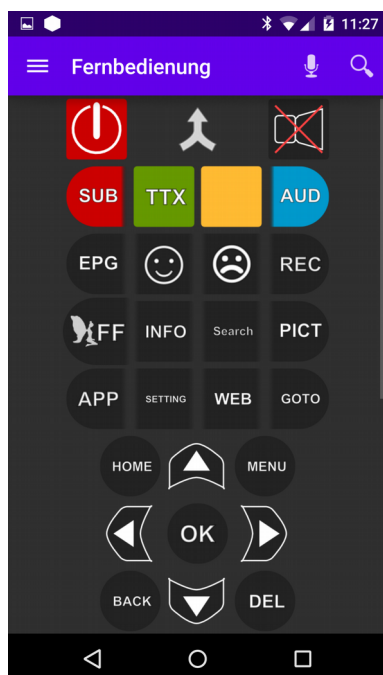 11:27
Fernbedienung
SUB TTX AUD
EPG REC
FF INFO Search PICT
APP SETTING WEB GOTO
HOME MENU
OK
BACK DEL